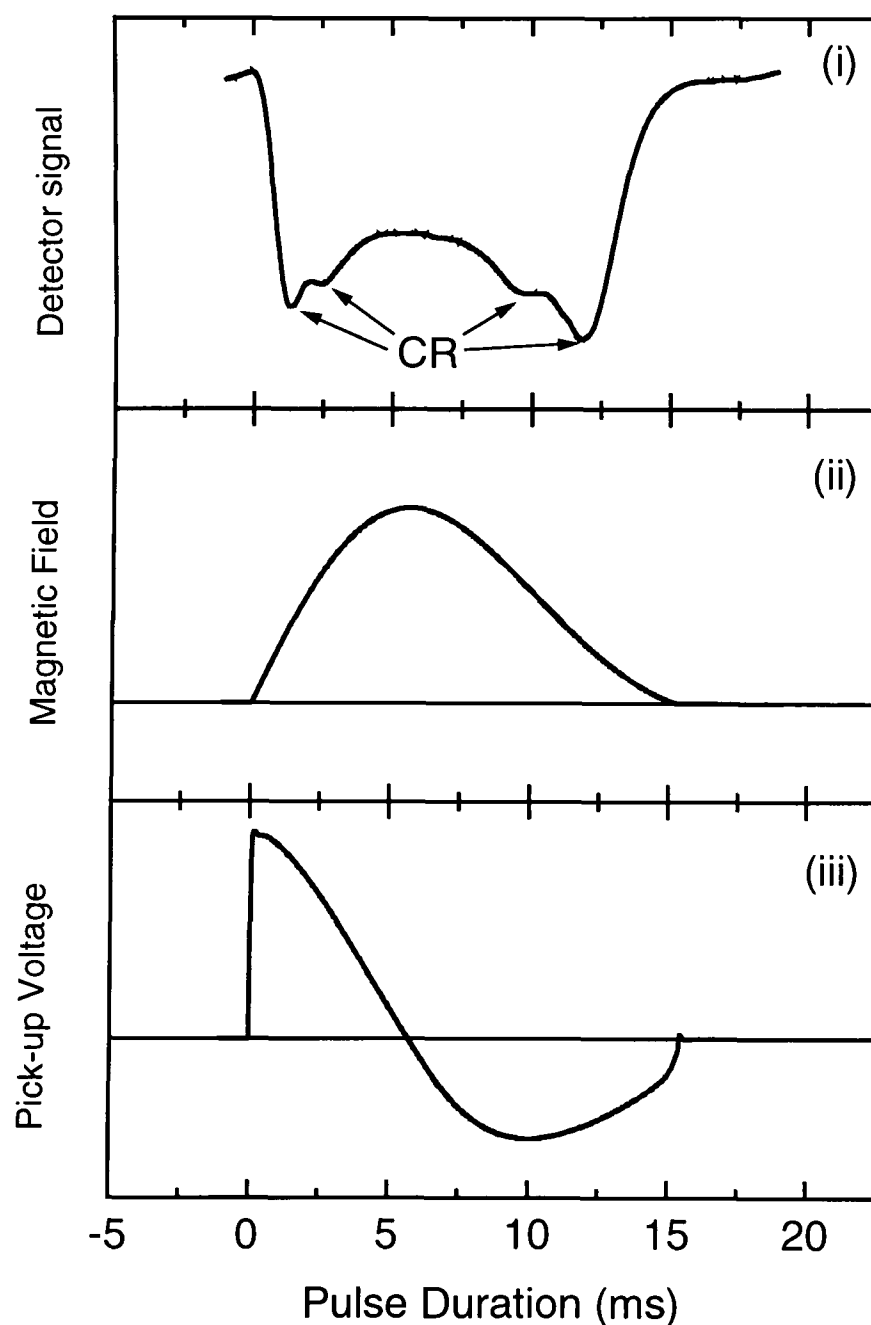 (i)
Detector signal
CR
(ii)
Magnetic Field
(iii)
Pick-up Voltage
-5 0 5 10 15 20
Pulse Duration (ms)